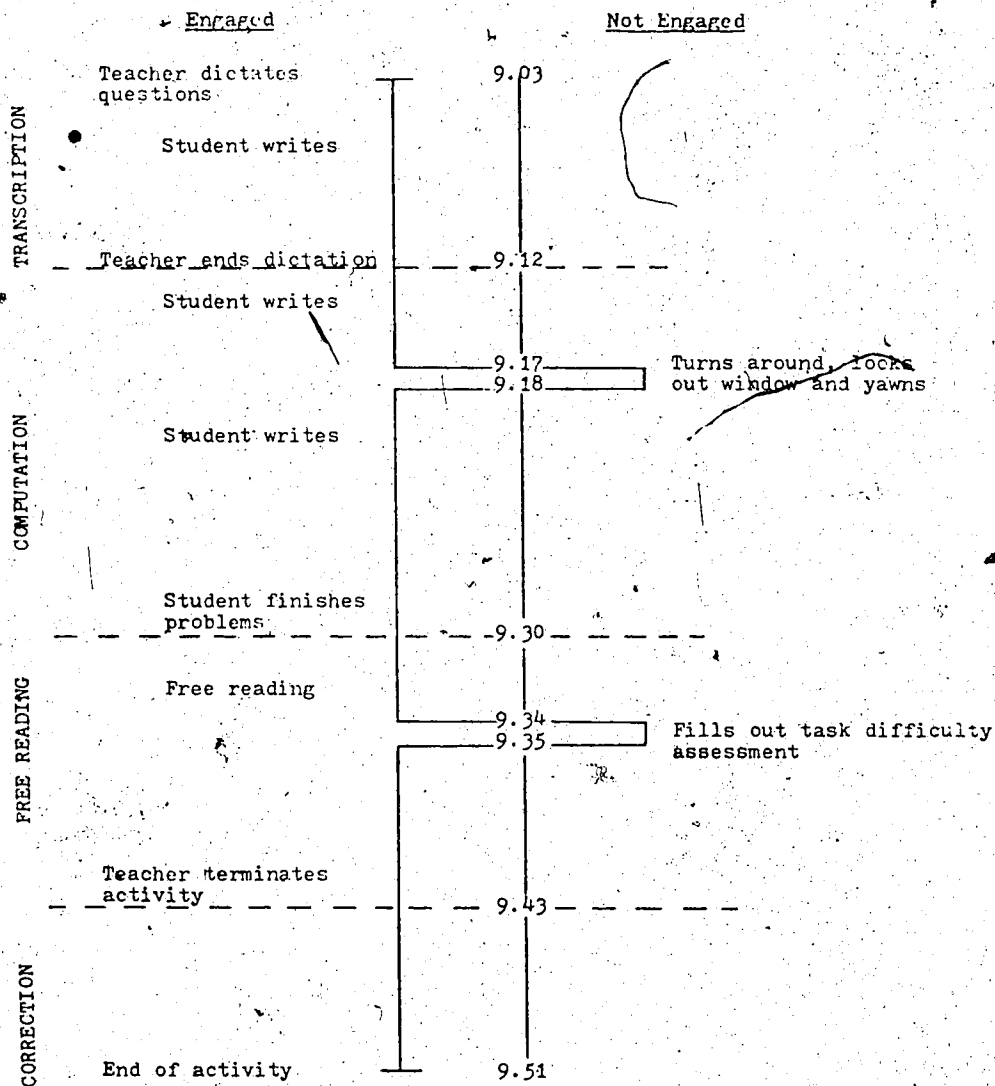 Engaged
Not Engaged
Teacher dictates
questions
9.03
TRANSCRIPTION
Student writes
Teacher ends dictation
9.12
Student writes
9.17
Turns around, looks
9.18
out window and yawns
COMPUTATION
Student writes
Student finishes
problems
9.30
FREE READING
Free reading
9.34
Fills out task difficulty
9.35
assessment
Teacher terminates
activity
9.43
CORRECTION
End of activity
9.51